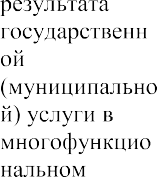 результата
государственн
ой
(муниципально
й) услуги в
многофункцио
нальном